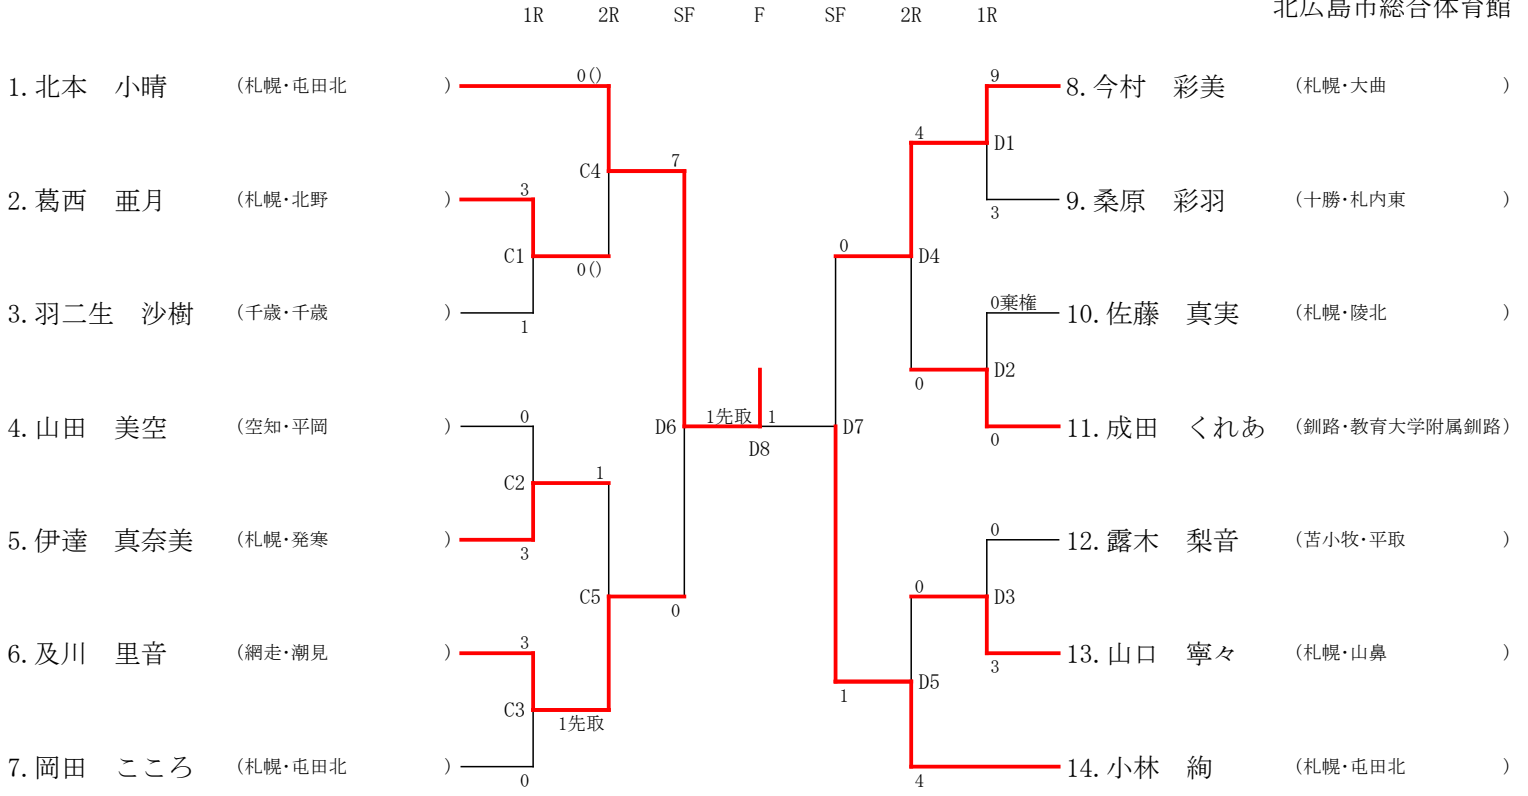 北広島市総合体育館
1R 2R SF F SF 2R 1R
0() 9
1. 北本 小晴 (札幌・屯田北 ) 8. 今村 彩美 (札幌・大曲 )
4 D1
C4 7
3
2. 葛西 亜月 (札幌・北野 ) 9. 桑原 彩羽 (十勝・札内東 )
3
0
C1 0() D4
0棄権
3. 羽二生 沙樹 (千歳・千歳 ) 10. 佐藤 真実 (札幌・陵北 )
1
D2
0
0 1先取 1
4. 山田 美空 (空知・平岡 ) D6 D7 11. 成田 くれあ (釧路・教育大学附属釧路)
D8 0
1
C2
0
5. 伊達 真奈美 (札幌・発寒 ) 12. 露木 梨音 (苫小牧・平取 )
3
0
C5 0 D3
3
6. 及川 里音 (網走・潮見 ) 13. 山口 寧々 (札幌・山鼻 )
3
1 D5
C3 1先取
7. 岡田 こころ (札幌・屯田北 ) 14. 小林 絢 (札幌・屯田北 )
0 4